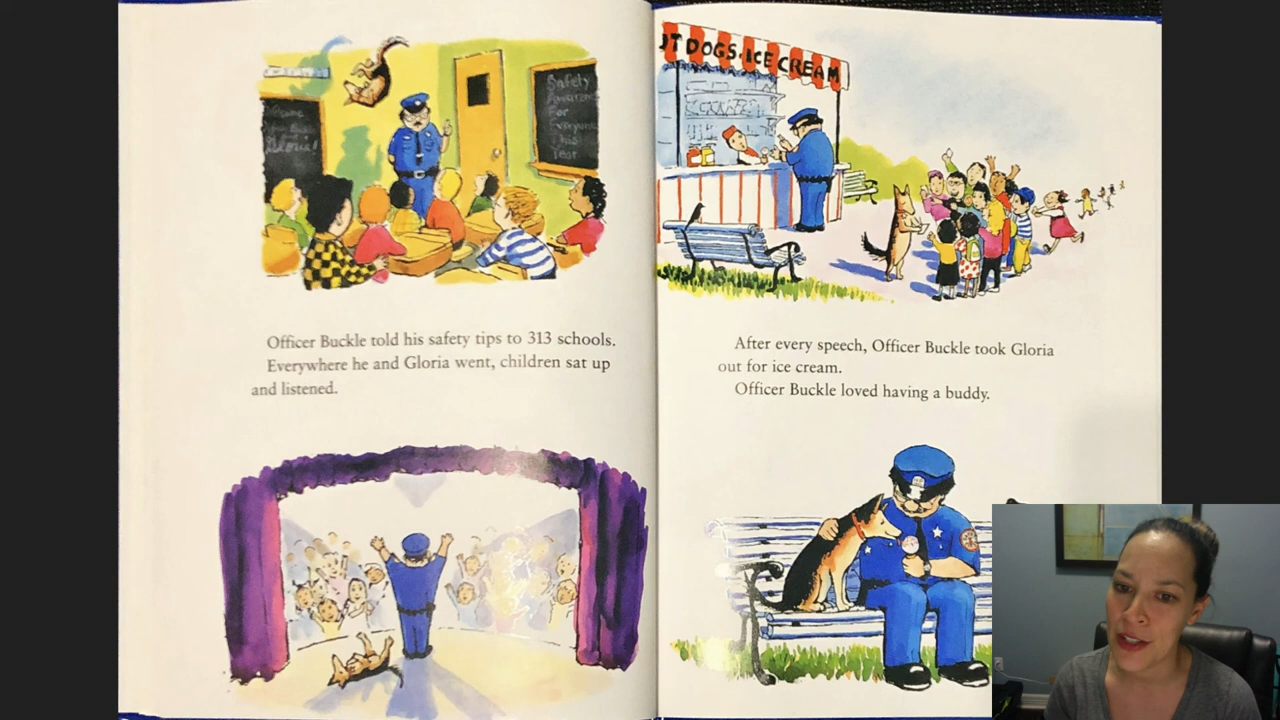 Safety
Awareness
For
Everyone
This
Year
OT DOGS. ICE CREAM
Officer Buckle told his safety tips to 313 schools.
Everywhere he and Gloria went, children sat up
and listened.
After every speech, Officer Buckle took Gloria
out for ice cream.
Officer Buckle loved having a buddy.